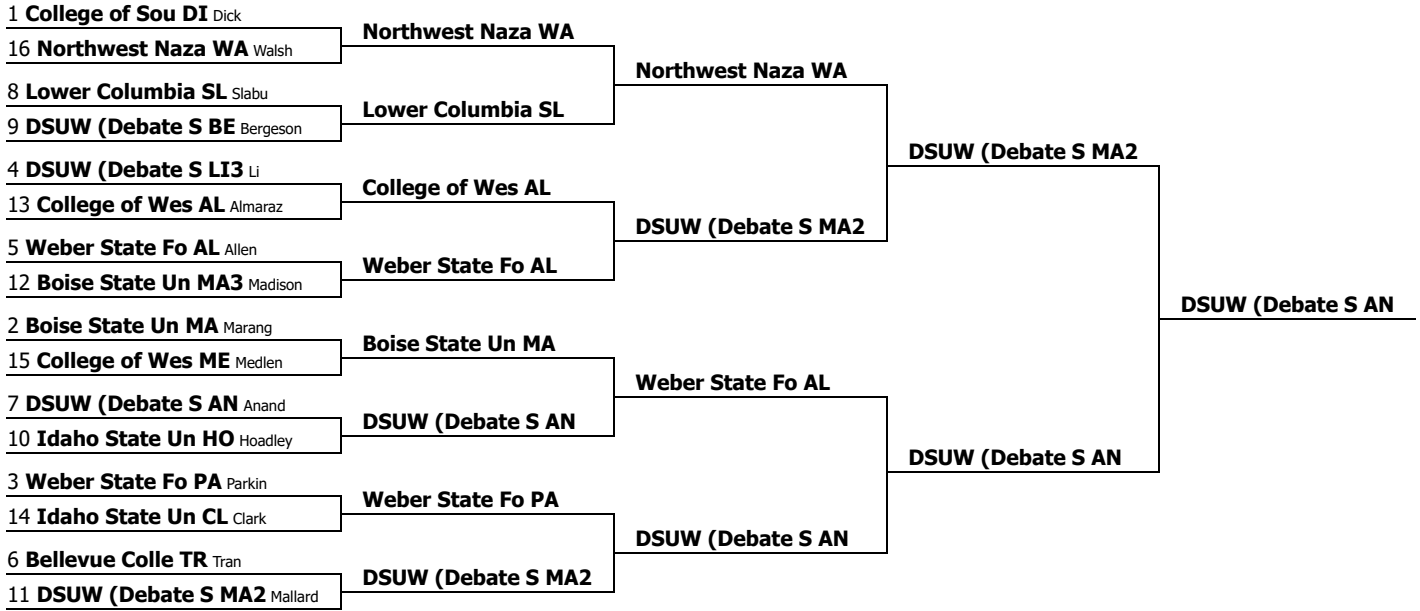 1 College of Sou DI Dick
16 Northwest Naza WA Walsh
8 Lower Columbia SL Slabu
9 DSUW (Debate S BE Bergeson
4 DSUW (Debate S LI3 Li
13 College of Wes AL Almaraz
5 Weber State Fo AL Allen
12 Boise State Un MA3 Madison
2 Boise State Un MA Marang
15 College of Wes ME Medlen
7 DSUW (Debate S AN Anand
10 Idaho State Un HO Hoadley
3 Weber State Fo PA Parkin
14 Idaho State Un CL Clark
6 Bellevue Colle TR Tran
11 DSUW (Debate S MA2 Mallard
Northwest Naza WA
Lower Columbia SL
College of Wes AL
Weber State Fo AL
Boise State Un MA
DSUW (Debate S AN
Weber State Fo PA
DSUW (Debate S MA2
Northwest Naza WA
DSUW (Debate S MA2
Weber State Fo AL
DSUW (Debate S AN
DSUW (Debate S MA2
DSUW (Debate S AN
DSUW (Debate S AN